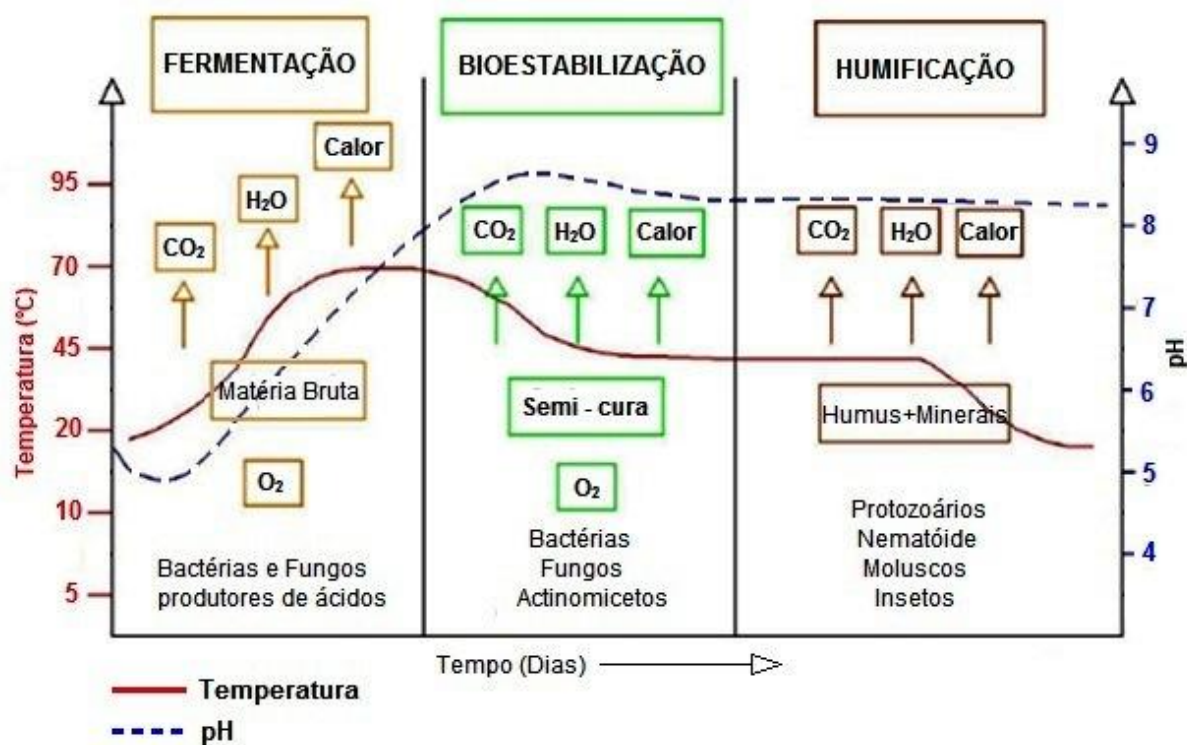 FERMENTAÇÃO
BIOESTABILIZAÇÃO
HUMIFICAÇÃO
Calor
H₂O
CO₂
Matéria Bruta
O₂
Bactérias e Fungos
produtores de ácidos
CO₂
H₂O
Calor
Semi - cura
O₂
Bactérias
Fungos
Actinomicetos
CO₂
H₂O
Calor
Humus+Minerais
Protozoários
Nematóide
Moluscos
Insetos
Temperatura (°C)
95
70
45
20
10
5
pH
9
8
7
6
5
4
Tempo (Dias)
Temperatura
pH